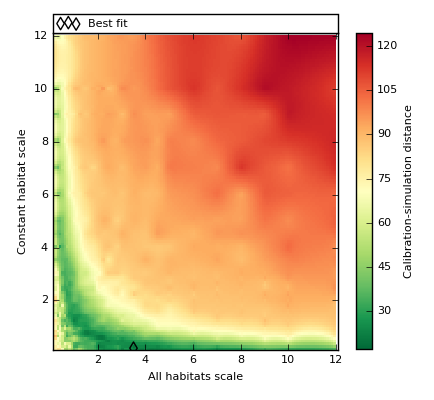 Best fit
12
10
8
6
4
2
2 4 6 8 10 12
Constant habitat scale
All habitats scale
120
105
90
75
60
45
30
Calibration-simulation distance